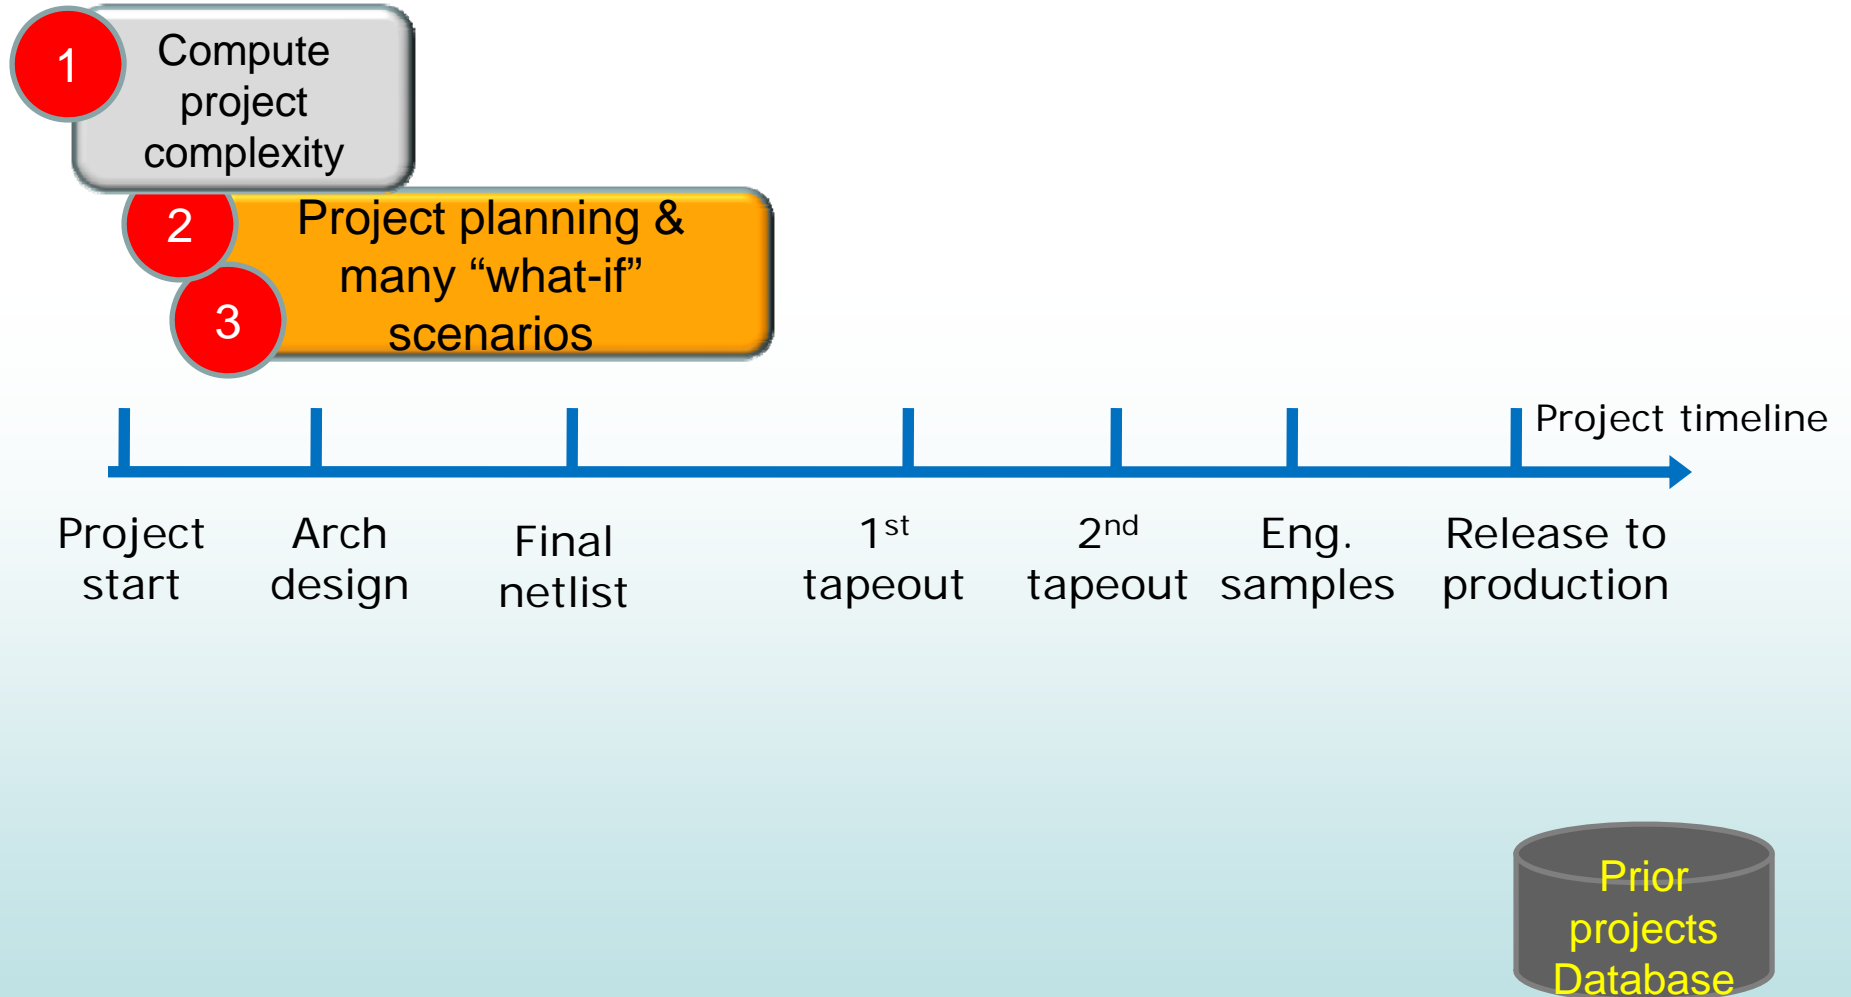 1
Compute
project
complexity
2
Project planning &
many “what-if”
scenarios
3
Project timeline
Project
start
Arch
design
Final
netlist
1st
tapeout
2nd
tapeout
Eng.
samples
Release to
production
Prior
projects
Database